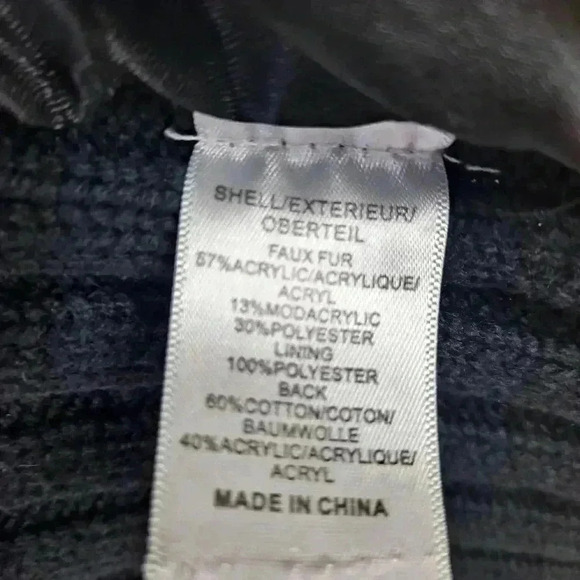 SHELL/EXTERIEUR/
OBERTEIL
FAUX FUR
57%ACRYLIC/ACRYLIQUE/
ACRYL
13%MODACRYLIC
30%POLYESTER
LINING
100%POLYESTER
BACK
60%COTTON/COTON/
BAUMWOLLE
40%ACRYLIC/ACRYLIQUE/
ACRYL
MADE IN CHINA